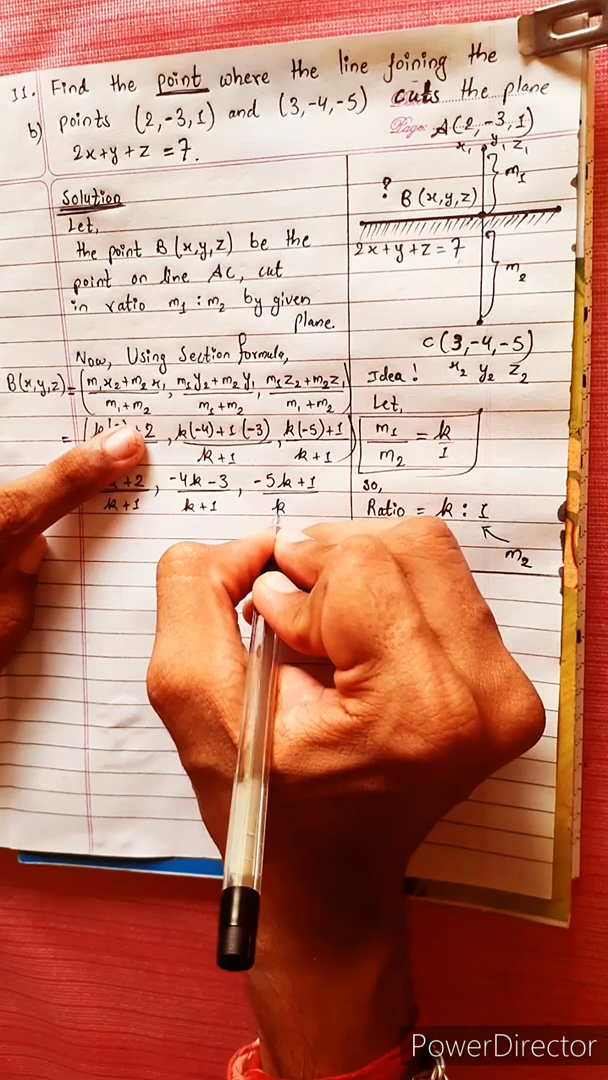 11. Find the point where the line joining the
b) points (2,-3,1) and (3,-4,-5) cuts the plane
2x+y+z = 7.
Page: A(2,-3,1)
x₁ y₁ z₁
m₁
Solution
Let,
the point B(x,y,z) be the
point on line AC, cut
in ratio m₁ : m₂ by given
plane.
? B(x,y,z)
2x+y+z = 7
m₂
C(3,-4,-5)
x₂ y₂ z₂
Now, Using Section formula,
B(x,y,z) = (m₁x₂+m₂x₁/m₁+m₂, m₁y₂+m₂y₁/m₁+m₂, m₁z₂+m₂z₁/m₁+m₂)
= +2, k(-4)+1(-3)/k+1, k(-5)+1/k+1)
+2/k+1, -4k-3/k+1, -5k+1/k
Idea!
Let,
m₁/m₂ = k/1
so,
Ratio = k : 1
m₂
PowerDirector